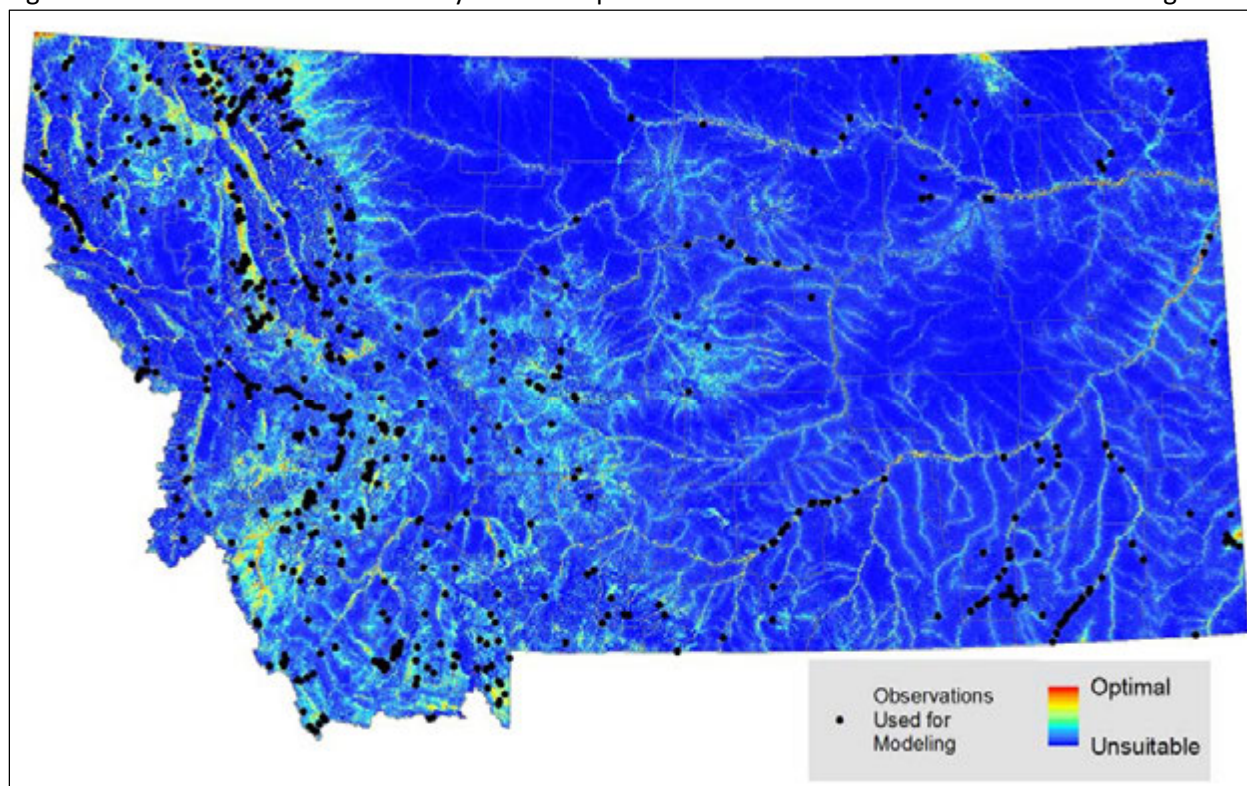 Observations
Used for
Modeling
Optimal
Unsuitable